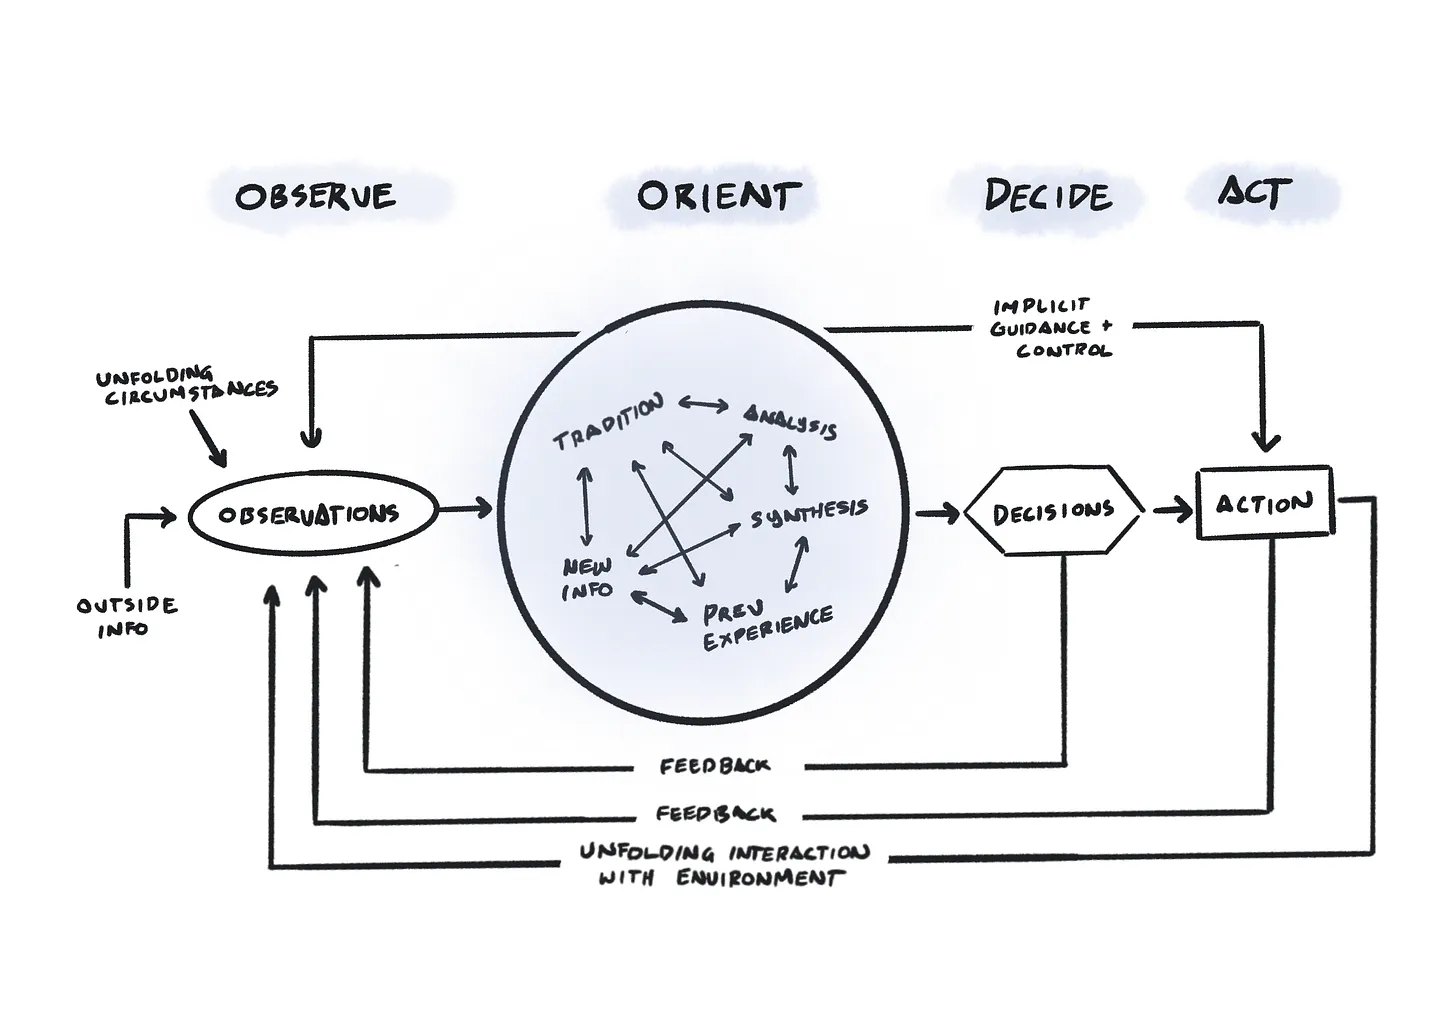 OBSERVE
ORIENT
DECIDE
ACT
IMPLICIT
GUIDANCE +
CONTROL
UNFOLDING
CIRCUMSTANCES
TRADITION
ANALYSIS
OBSERVATIONS
SYNTHESIS
DECISIONS
ACTION
NEW
INFO
OUTSIDE
INFO
PREV
EXPERIENCE
FEEDBACK
FEEDBACK
UNFOLDING INTERACTION
WITH ENVIRONMENT